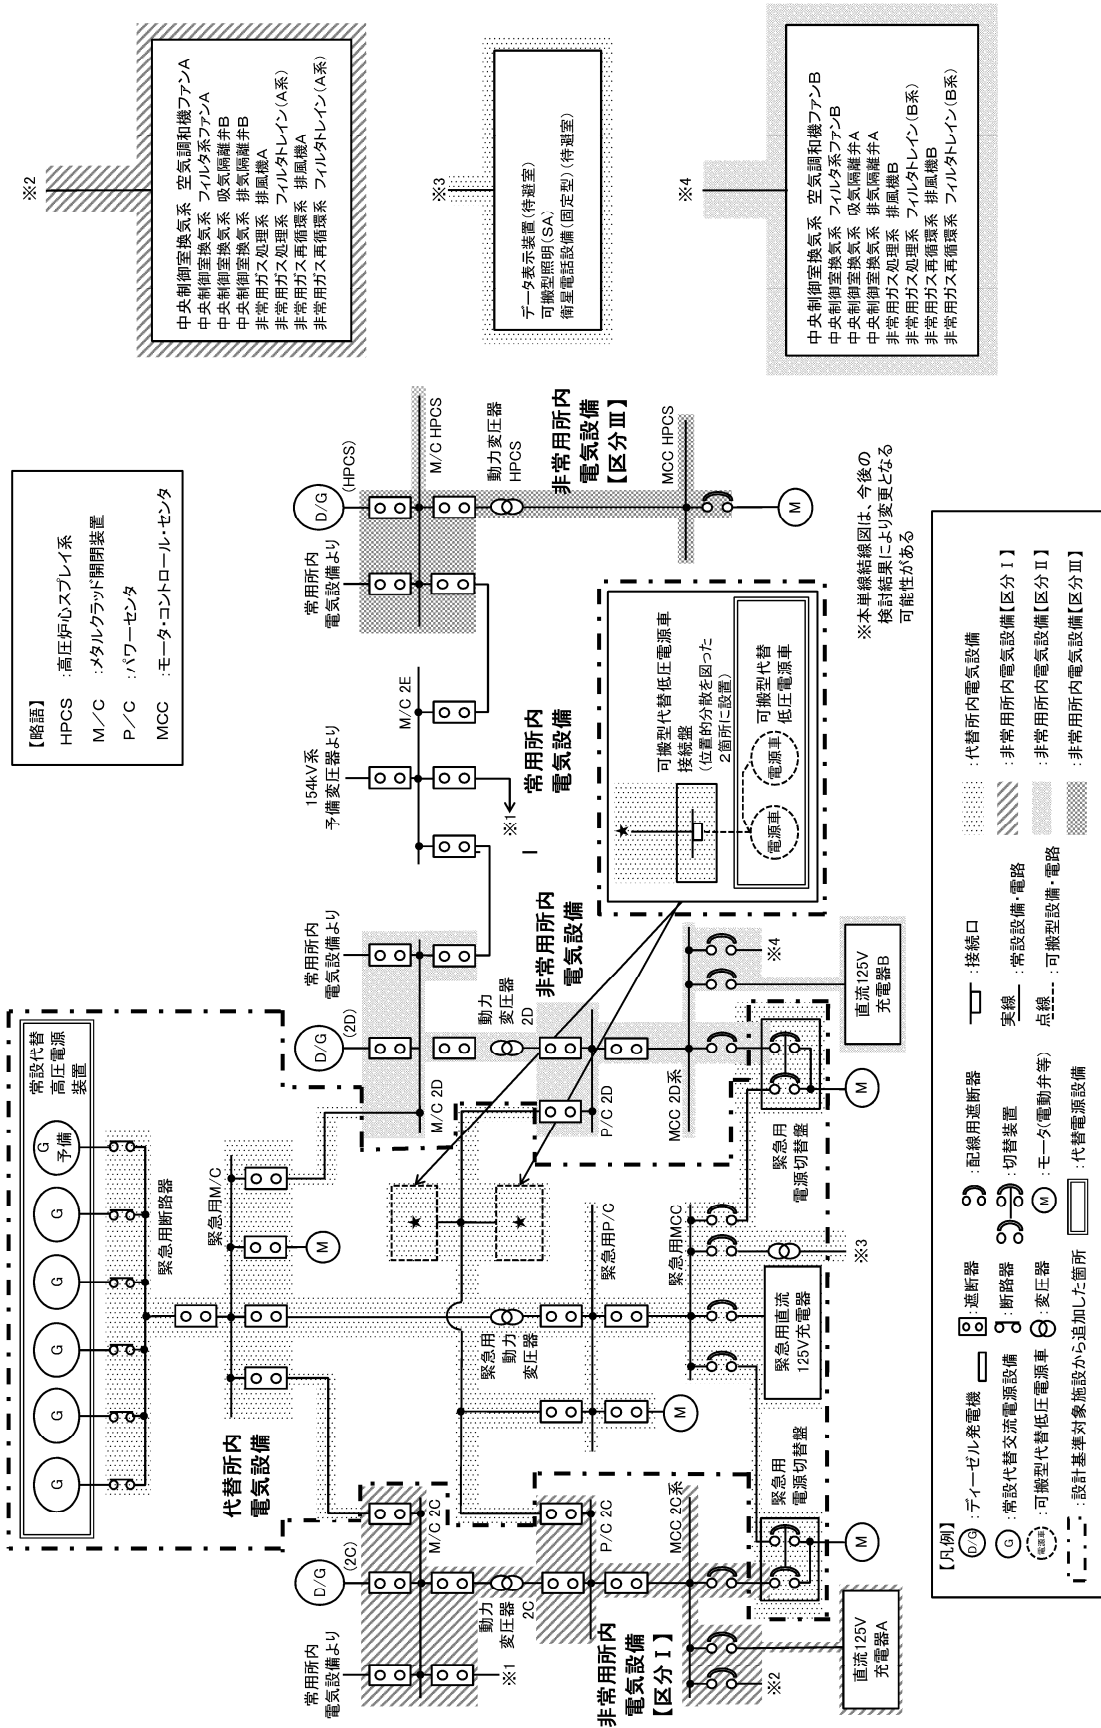 ※2
中央制御室換気系 空気調和機ファンA
中央制御室換気系 フィルタ系ファンA
中央制御室換気系 吸気隔離弁B
中央制御室換気系 排気隔離弁B
非常用ガス処理系 排風機A
非常用ガス処理系 フィルタトレイン(A系)
非常用ガス再循環系 排風機A
非常用ガス再循環系 フィルタトレイン(A系)
※3
データ表示装置(待避室)
可搬型照明(SA)
衛星電話設備(固定型)(待避室)
※4
中央制御室換気系 空気調和機ファンB
中央制御室換気系 フィルタ系ファンB
中央制御室換気系 吸気隔離弁A
中央制御室換気系 排気隔離弁A
非常用ガス処理系 排風機B
非常用ガス処理系 フィルタトレイン(B系)
非常用ガス再循環系 排風機B
非常用ガス再循環系 フィルタトレイン(B系)
【略語】
HPCS :高圧炉心スプレイ系
M/C :メタルクラッド開閉装置
P/C :パワーセンタ
MCC :モータ・コントロール・センタ
常設代替
高圧電源
装置
G
G
G
G
G
G
予備
緊急用断路器
緊急用M/C
M
代替所内
電気設備
常用所内
電気設備より
D/G
(2C)
M/C 2C
※1
動力
変圧器
2C
P/C 2C
非常用所内
電気設備
【区分Ⅰ】
MCC 2C系
※2
直流125V
充電器A
緊急用
電源切替盤
M
緊急用
動力
変圧器
緊急用P/C
M
緊急用MCC
緊急用直流
125V充電器
※3
★
★
D/G
(2D)
常用所内
電気設備より
M/C 2D
動力
変圧器
2D
P/C 2D
非常用所内
電気設備
MCC 2D系
※4
直流125V
充電器B
緊急用
電源切替盤
M
154kV系
予備変圧器より
M/C 2E
※1
常用所内
電気設備
常用所内
電気設備より
D/G
(HPCS)
M/C HPCS
動力変圧器
HPCS
非常用所内
電気設備
【区分Ⅲ】
MCC HPCS
M
可搬型代替低圧電源車
接続盤
(位置的分散を図った
2箇所に設置)
★
可搬型代替
低圧電源車
電源車
電源車
※本単線結線図は、今後の
検討結果により変更となる
可能性がある
【凡例】
D/G :ディーゼル発電機
G :常設代替交流電源設備
電源車 :可搬型代替低圧電源車
:設計基準対象施設から追加した箇所
:遮断器
:断路器
:変圧器
:配線用遮断器
:切替装置
M :モータ(電動弁等)
:代替電源設備
:接続口
実線 :常設設備・電路
点線 :可搬型設備・電路
:代替所内電気設備
:非常用所内電気設備【区分Ⅰ】
:非常用所内電気設備【区分Ⅱ】
:非常用所内電気設備【区分Ⅲ】